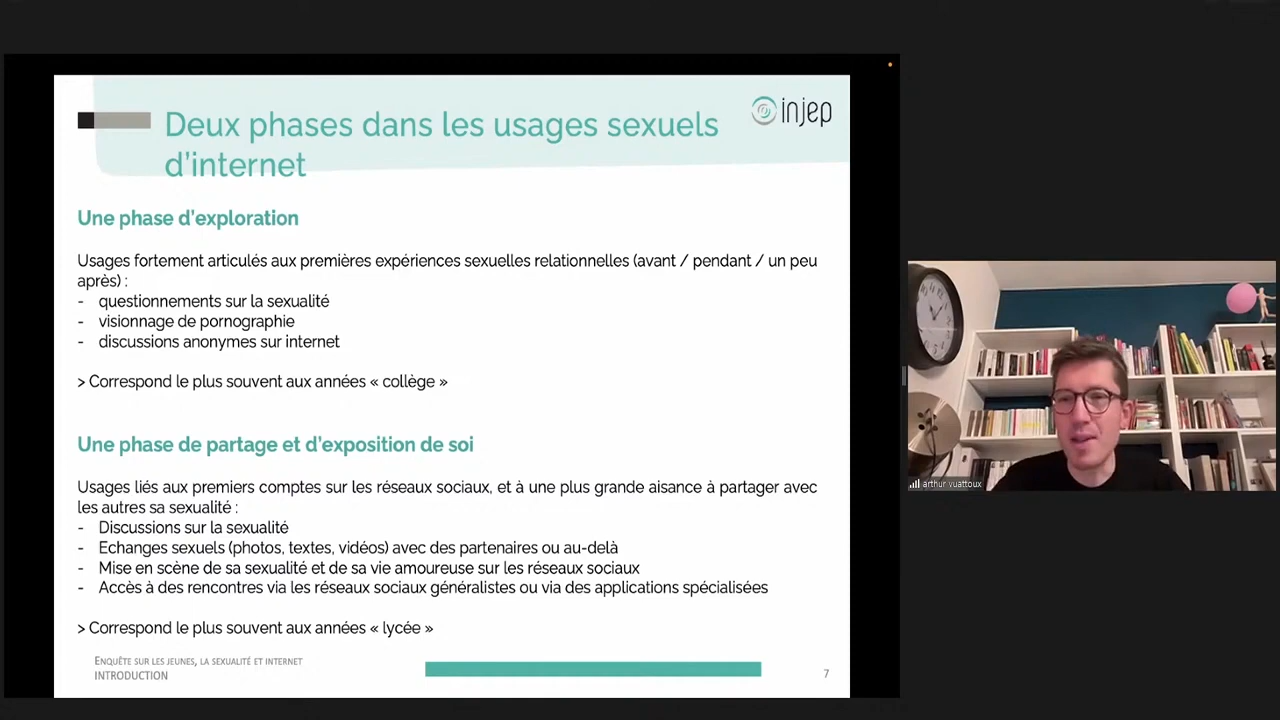 Deux phases dans les usages sexuels
d'internet
injep
Une phase d'exploration
Usages fortement articulés aux premières expériences sexuelles relationnelles (avant / pendant / un peu
après) :
- questionnements sur la sexualité
- visionnage de pornographie
- discussions anonymes sur internet
> Correspond le plus souvent aux années « collège »
Une phase de partage et d'exposition de soi
Usages liés aux premiers comptes sur les réseaux sociaux, et à une plus grande aisance à partager avec
les autres sa sexualité :
- Discussions sur la sexualité
- Echanges sexuels (photos, textes, vidéos) avec des partenaires ou au-delà
- Mise en scène de sa sexualité et de sa vie amoureuse sur les réseaux sociaux
- Accès à des rencontres via les réseaux sociaux généralistes ou via des applications spécialisées
> Correspond le plus souvent aux années « lycée »
Enquête sur les jeunes, la sexualité et internet
INTRODUCTION
7
arthur vuattoux